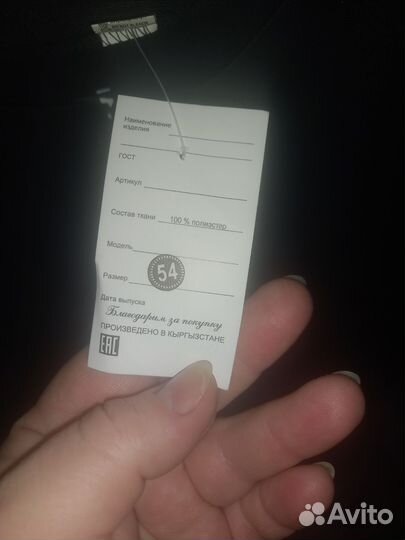 Наименование
изделия
ГОСТ
Артикул
Состав ткани 100 % полиэстер
Модель
Размер 54
Дата выпуска
Благодарим за покупку
ПРОИЗВЕДЕНО В КЫРГЫЗСТАНЕ
EAC
Avito